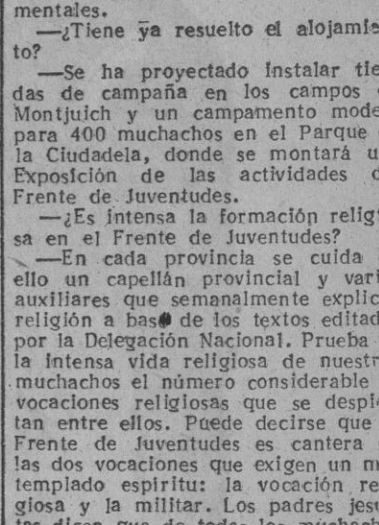 mentales.
—¿Tiene ya resuelto el alojamie
to?
—Se ha proyectado instalar tie
das de campaña en los campos
Montjuich y un campamento mode
para 400 muchachos en el Parque
la Ciudadela, donde se montará u
Exposición de las actividades d
Frente de Juventudes.
—¿Es intensa la formación relig
sa en el Frente de Juventudes?
—En cada provincia se cuida
ello un capellán provincial y vari
auxiliares que semanalmente explic
religión a base de los textos editad
por la Delegación Nacional. Prueba
la intensa vida religiosa de nuestr
muchachos el número considerable
vocaciones religiosas que se despie
tan entre ellos. Puede decirse que
Frente de Juventudes es cantera
las dos vocaciones que exigen un m
templado espiritu: la vocación re
giosa y la militar. Los padres jesu